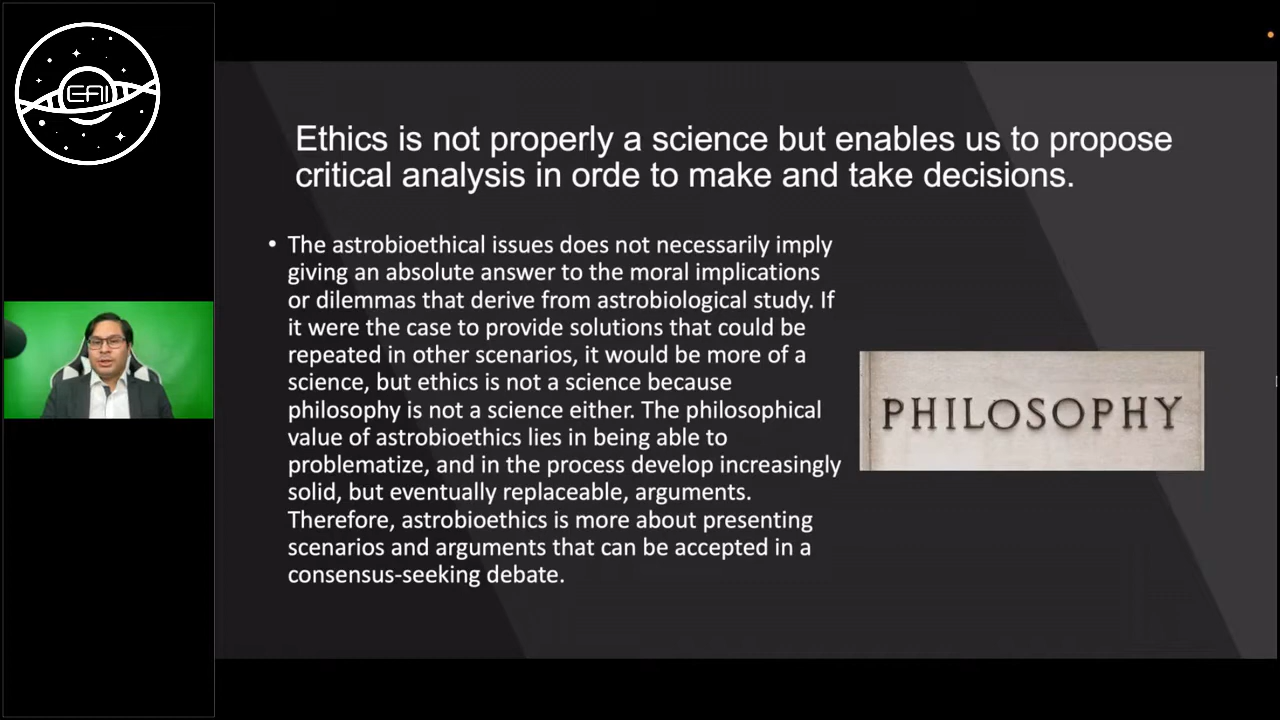 EAI
Ethics is not properly a science but enables us to propose
critical analysis in orde to make and take decisions.
• The astrobioethical issues does not necessarily imply
giving an absolute answer to the moral implications
or dilemmas that derive from astrobiological study. If
it were the case to provide solutions that could be
repeated in other scenarios, it would be more of a
science, but ethics is not a science because
philosophy is not a science either. The philosophical
value of astrobioethics lies in being able to
problematize, and in the process develop increasingly
solid, but eventually replaceable, arguments.
Therefore, astrobioethics is more about presenting
scenarios and arguments that can be accepted in a
consensus-seeking debate.
PHILOSOPHY